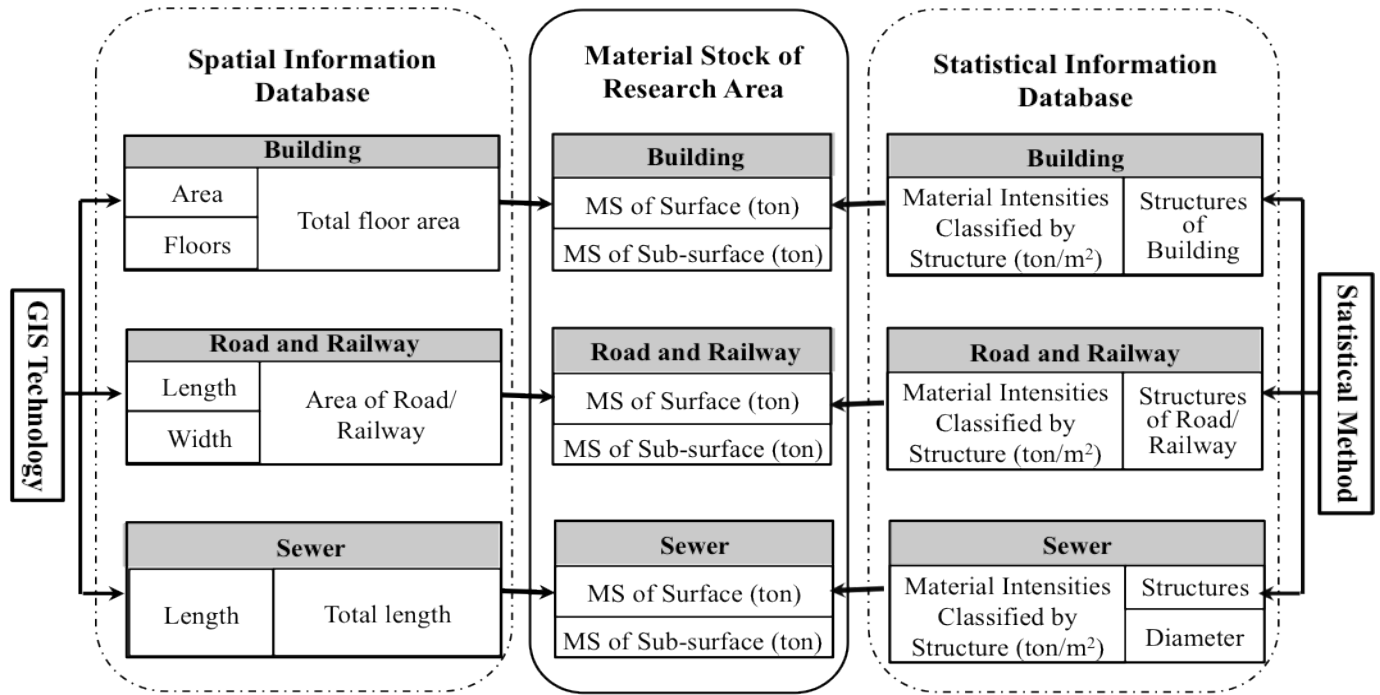 GIS Technology
Spatial Information
Database
Building
Area
Floors
Total floor area
Road and Railway
Length
Width
Area of Road/
Railway
Sewer
Length
Total length
Material Stock of
Research Area
Building
MS of Surface (ton)
MS of Sub-surface (ton)
Road and Railway
MS of Surface (ton)
MS of Sub-surface (ton)
Sewer
MS of Surface (ton)
MS of Sub-surface (ton)
Statistical Information
Database
Building
Material Intensities
Classified by
Structure (ton/m²)
Structures
of
Building
Road and Railway
Material Intensities
Classified by
Structure (ton/m²)
Structures
of Road/
Railway
Sewer
Material Intensities
Classified by
Structure (ton/m²)
Structures
Diameter
Statistical Method